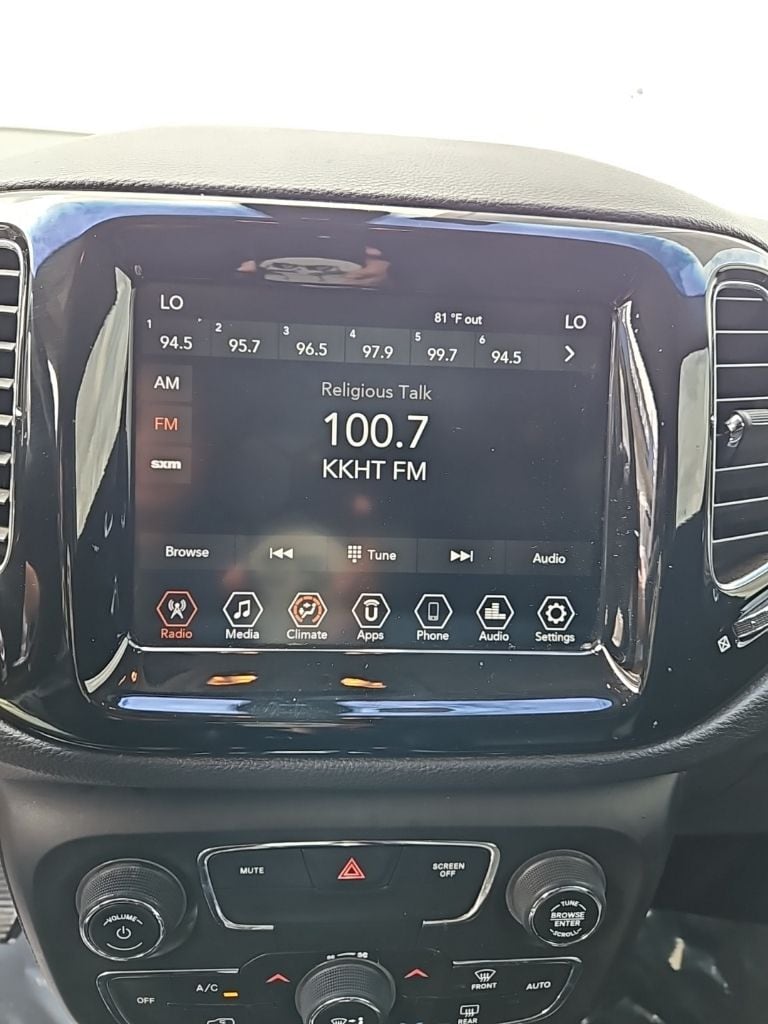 LO
81 °F out
LO
1 94.5 2 95.7 3 96.5 4 97.9 5 99.7 6 94.5
AM
FM
sxm
Religious Talk
100.7
KKHT FM
Browse
Tune
Audio
Radio
Media
Climate
Apps
Phone
Audio
Settings
MUTE
SCREEN
OFF
VOLUME
TUNE
BROWSE
ENTER
SCROLL
OFF
A/C
FRONT
AUTO
REAR